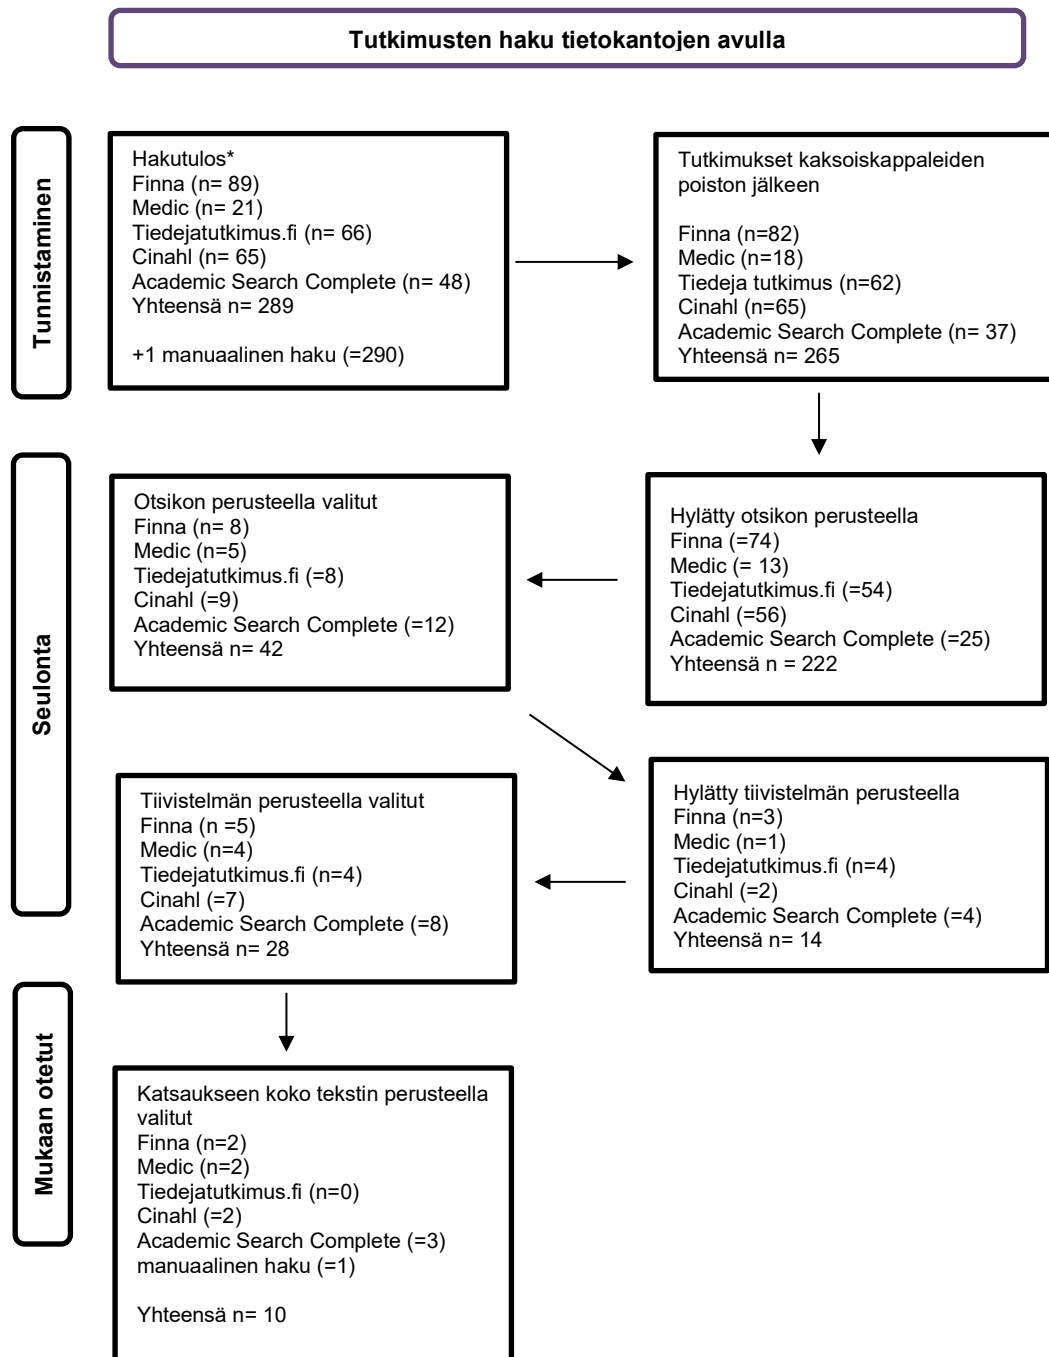 Tutkimusten haku tietokantojen avulla
Tunnistaminen
Hakutulos*
Finna (n= 89)
Medic (n= 21)
Tiedejatutkimus.fi (n= 66)
Cinahl (n= 65)
Academic Search Complete (n= 48)
Yhteensä n= 289
+1 manuaalinen haku (=290)
Tutkimukset kaksoiskappaleiden
poiston jälkeen
Finna (n=82)
Medic (n=18)
Tiedeja tutkimus (n=62)
Cinahl (n=65)
Academic Search Complete (n= 37)
Yhteensä n= 265
Seulonta
Otsikon perusteella valitut
Finna (n= 8)
Medic (n=5)
Tiedejatutkimus.fi (=8)
Cinahl (=9)
Academic Search Complete (=12)
Yhteensä n= 42
Hylätty otsikon perusteella
Finna (=74)
Medic (= 13)
Tiedejatutkimus.fi (=54)
Cinahl (=56)
Academic Search Complete (=25)
Yhteensä n = 222
Tiivistelmän perusteella valitut
Finna (n =5)
Medic (n=4)
Tiedejatutkimus.fi (n=4)
Cinahl (=7)
Academic Search Complete (=8)
Yhteensä n= 28
Hylätty tiivistelmän perusteella
Finna (n=3)
Medic (n=1)
Tiedejatutkimus.fi (n=4)
Cinahl (=2)
Academic Search Complete (=4)
Yhteensä n= 14
Mukaan otetut
Katsaukseen koko tekstin perusteella
valitut
Finna (n=2)
Medic (n=2)
Tiedejatutkimus.fi (n=0)
Cinahl (=2)
Academic Search Complete (=3)
manuaalinen haku (=1)
Yhteensä n= 10